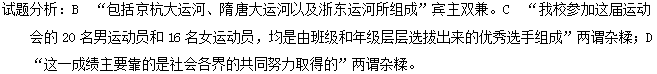 试题分析：B　“包括京杭大运河、隋唐大运河以及浙东运河所组成”宾主双兼。C　“我校参加这届运动
会的20名男运动员和16名女运动员，均是由班级和年级层层选拔出来的优秀选手组成”两谓杂糅；D
“这一成绩主要靠的是社会各界的共同努力取得的”两谓杂糅。